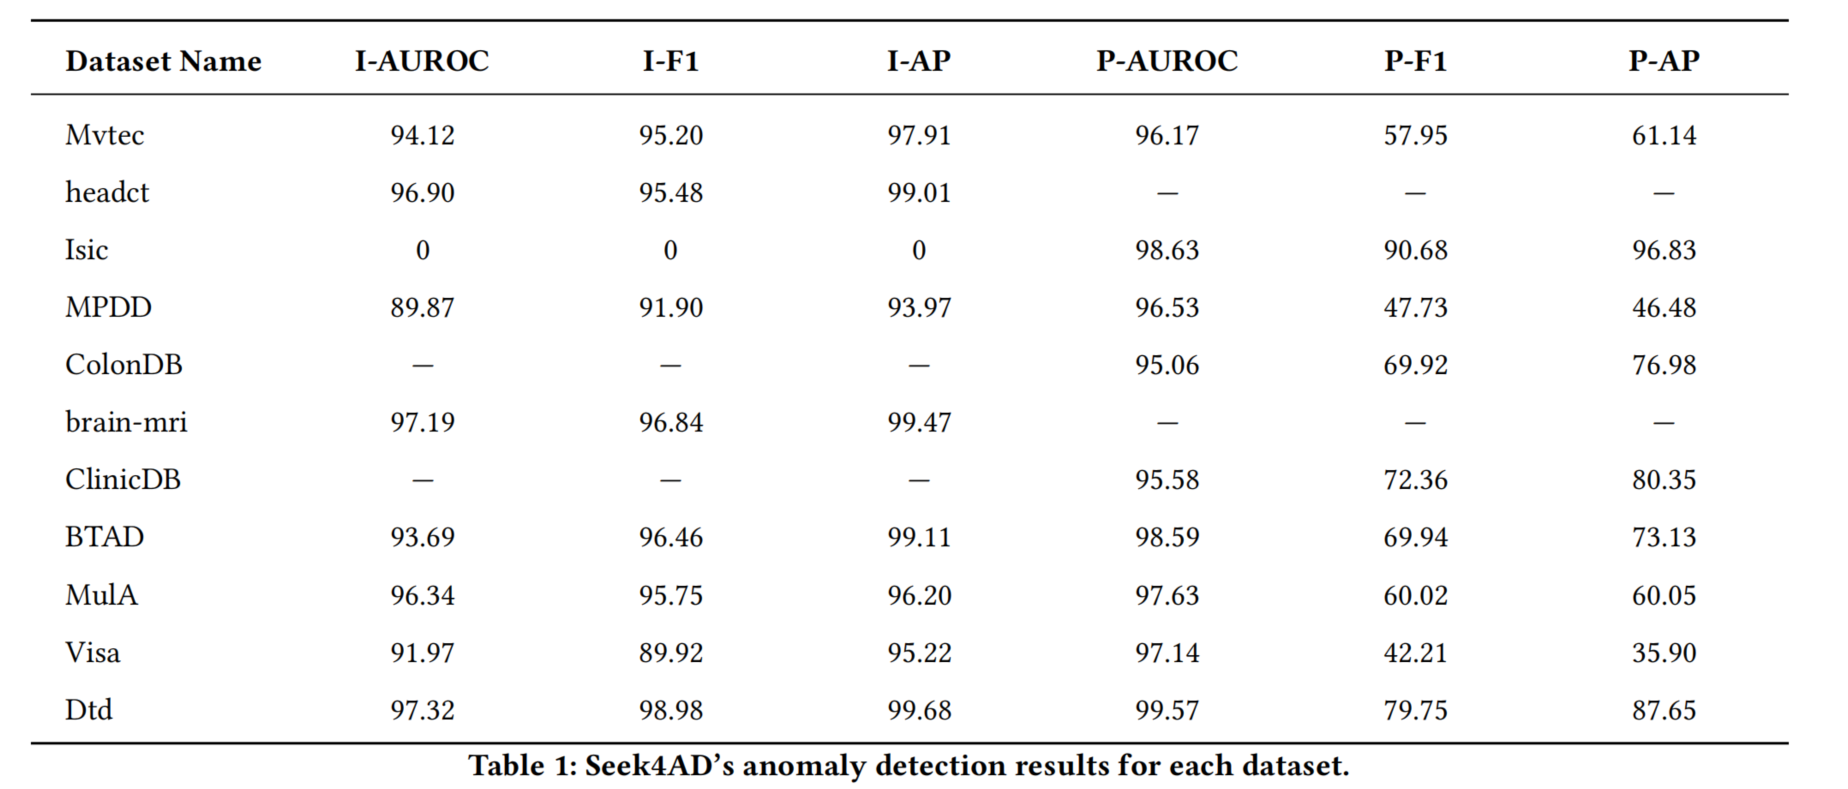 Dataset Name I-AUROC I-F1 I-AP P-AUROC P-F1 P-AP
Mvtec 94.12 95.20 97.91 96.17 57.95 61.14
headct 96.90 95.48 99.01 — — —
Isic 0 0 0 98.63 90.68 96.83
MPDD 89.87 91.90 93.97 96.53 47.73 46.48
ColonDB — — — 95.06 69.92 76.98
brain-mri 97.19 96.84 99.47 — — —
ClinicDB — — — 95.58 72.36 80.35
BTAD 93.69 96.46 99.11 98.59 69.94 73.13
MulA 96.34 95.75 96.20 97.63 60.02 60.05
Visa 91.97 89.92 95.22 97.14 42.21 35.90
Dtd 97.32 98.98 99.68 99.57 79.75 87.65
Table 1: Seek4AD’s anomaly detection results for each dataset.